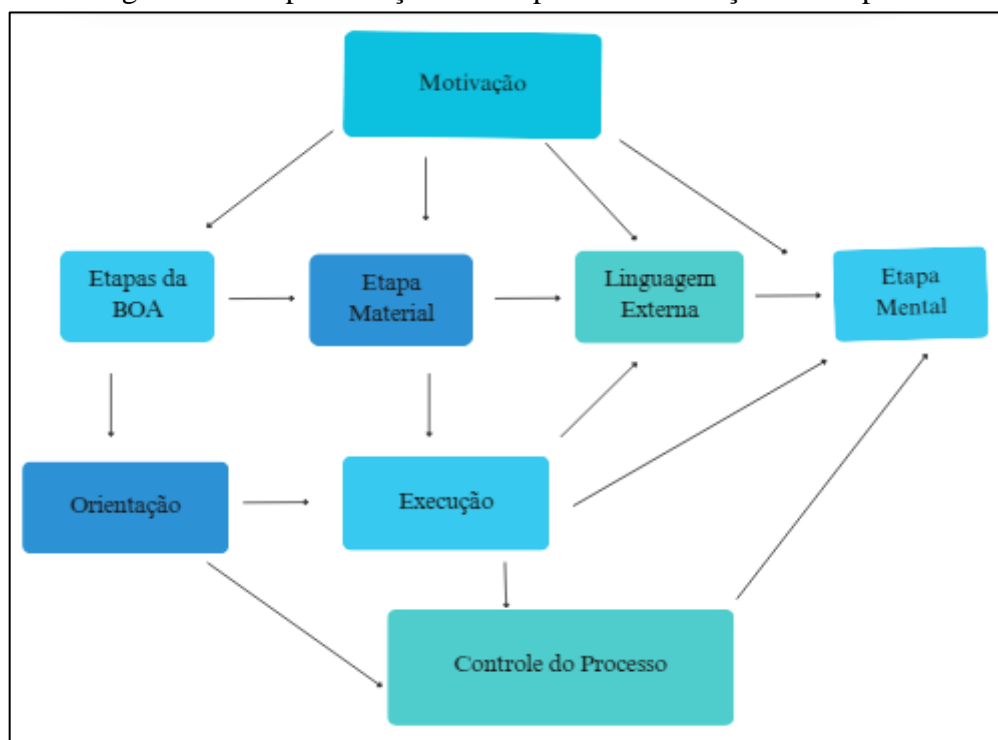 Motivação
Etapas da
BOA
Etapa
Material
Linguagem
Externa
Etapa
Mental
Orientação
Execução
Controle do Processo